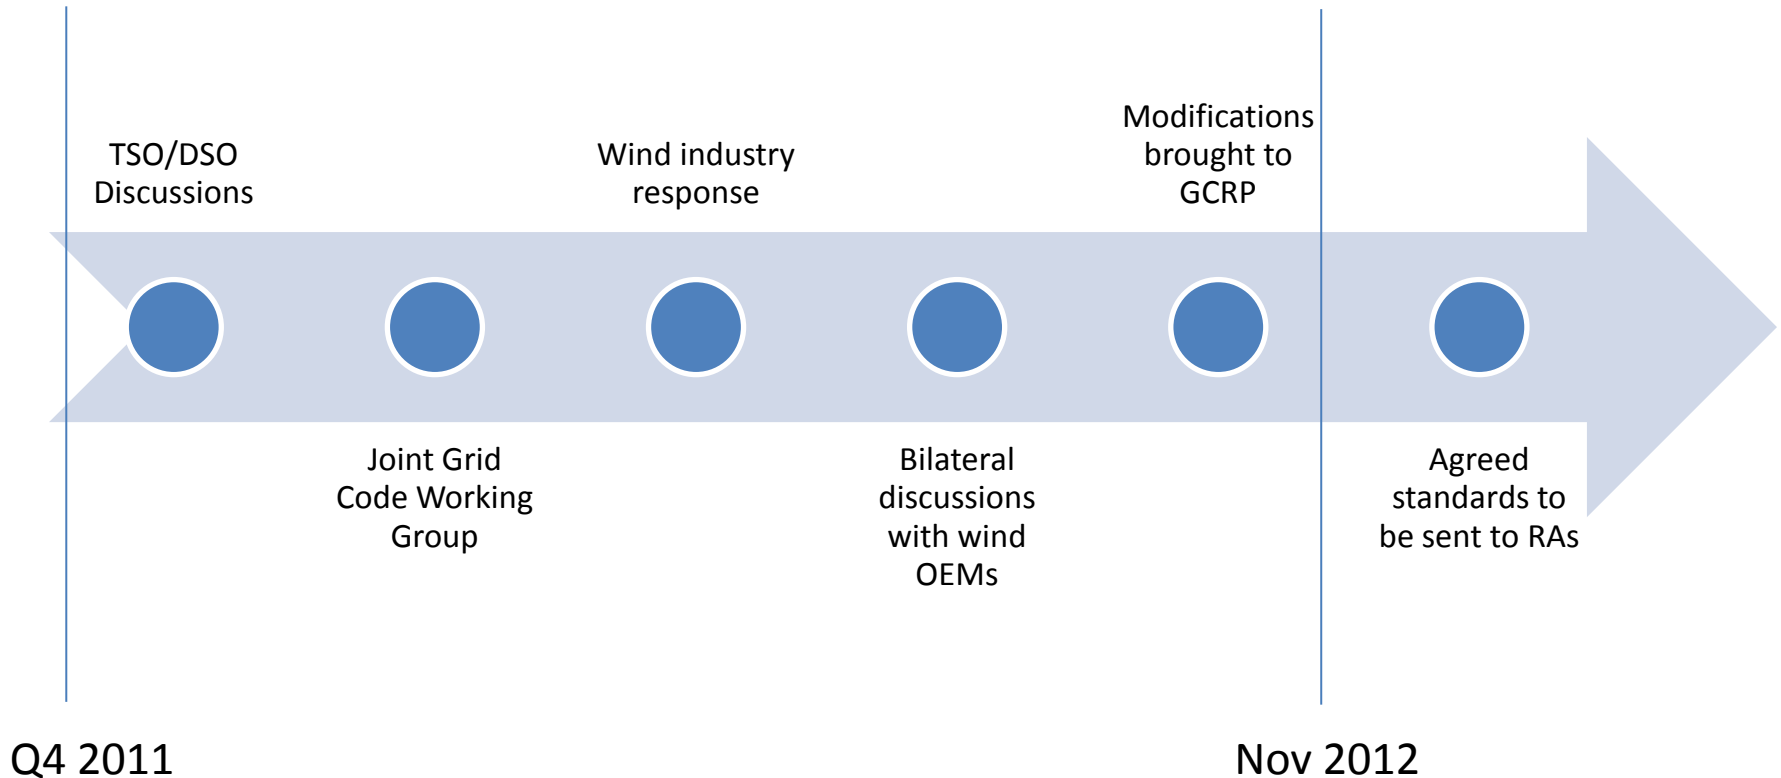 TSO/DSO
Discussions
Joint Grid
Code Working
Group
Wind industry
response
Bilateral
discussions
with wind
OEMs
Modifications
brought to
GCRP
Agreed
standards to
be sent to RAs
Q4 2011
Nov 2012